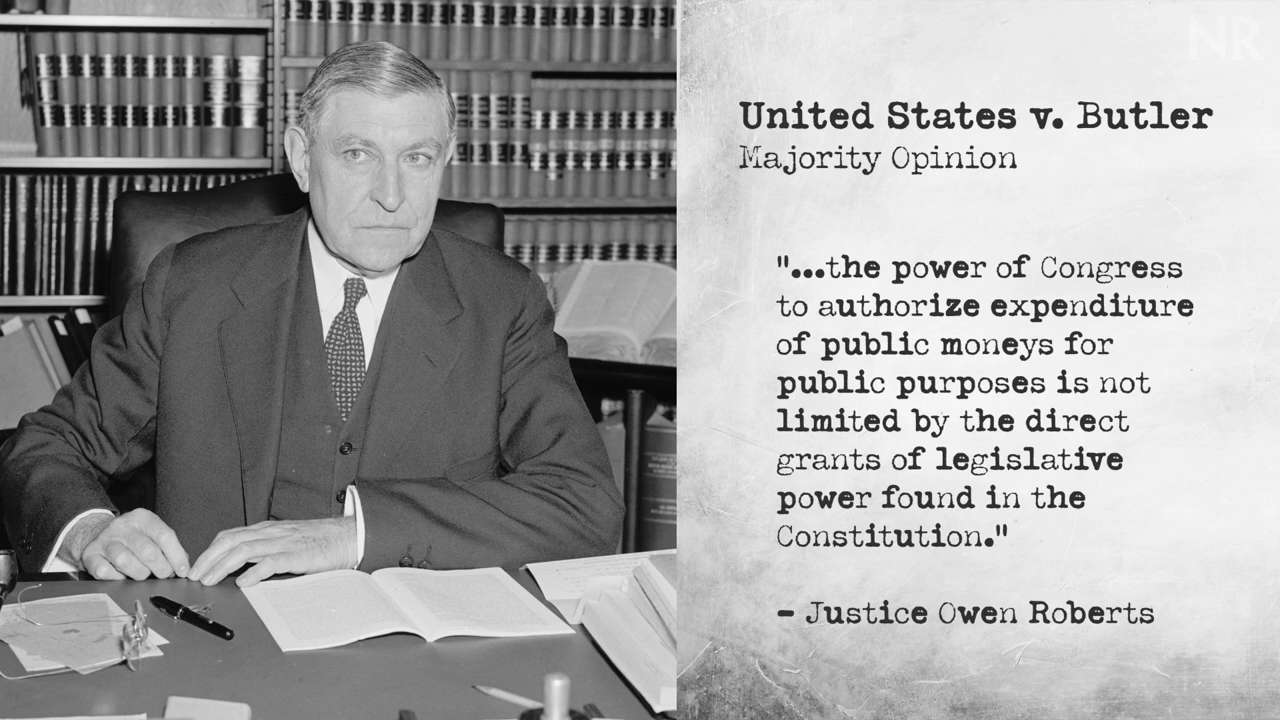 NR
United States v. Butler
Majority Opinion
"...the power of Congress
to authorize expenditure
of public moneys for
public purposes is not
limited by the direct
grants of legislative
power found in the
Constitution."
- Justice Owen Roberts